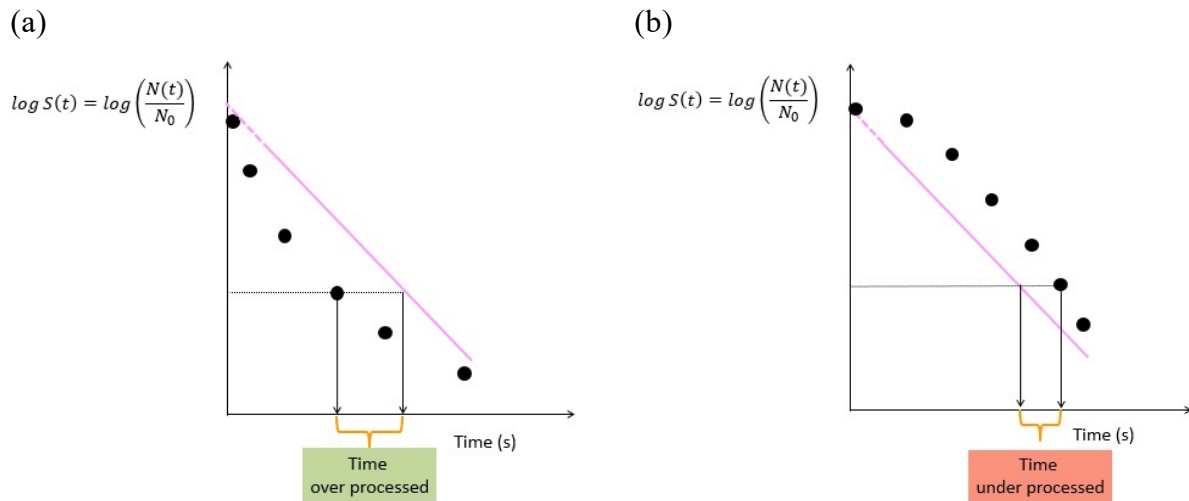 (a)
(b)
log S(t) = log (N(t)/N₀)
log S(t) = log (N(t)/N₀)
Time (s)
Time (s)
Time
over processed
Time
under processed